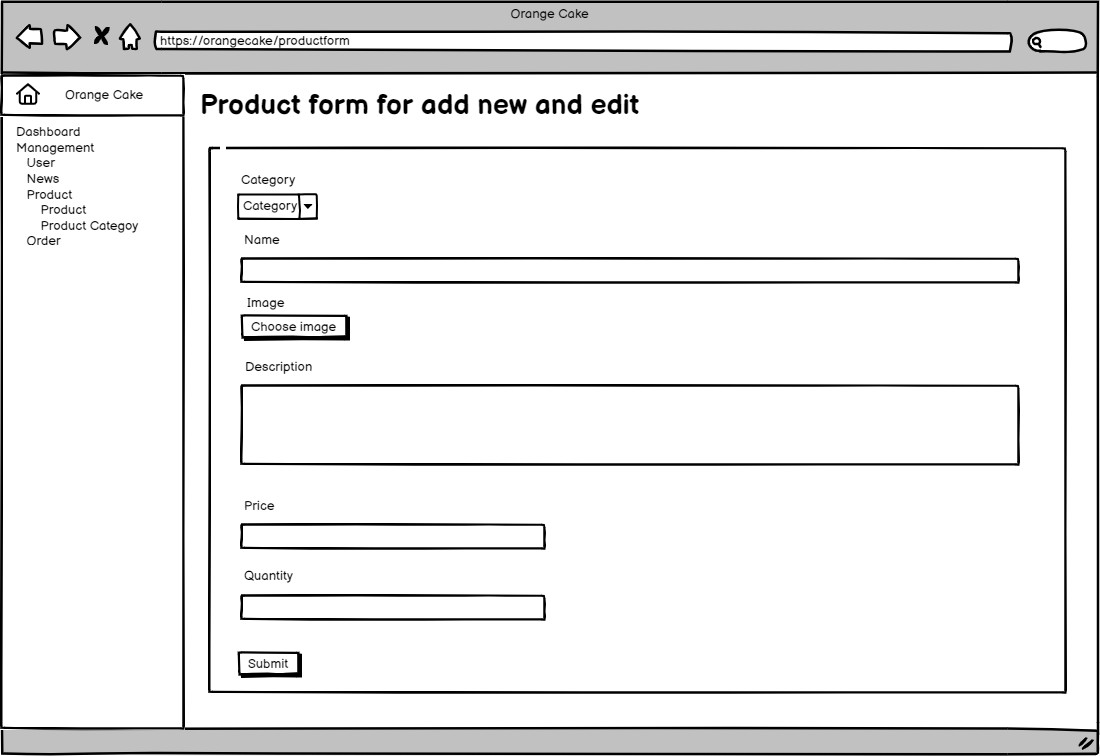 Orange Cake
https://orangecake/productform
Orange Cake
Dashboard
Management
User
News
Product
Product
Product Categoy
Order
Product form for add new and edit
Category
Category
Name
Image
Choose image
Description
Price
Quantity
Submit